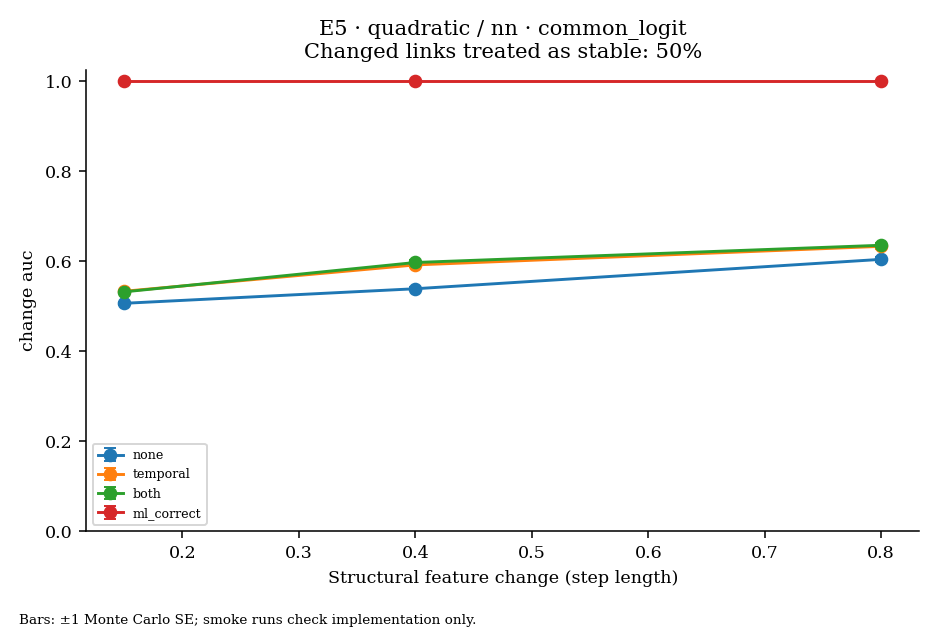 E5 · quadratic / nn · common_logit
Changed links treated as stable: 50%
change auc
1.0
0.8
0.6
0.4
0.2
0.0
none
temporal
both
ml_correct
0.2 0.3 0.4 0.5 0.6 0.7 0.8
Structural feature change (step length)
Bars: ±1 Monte Carlo SE; smoke runs check implementation only.